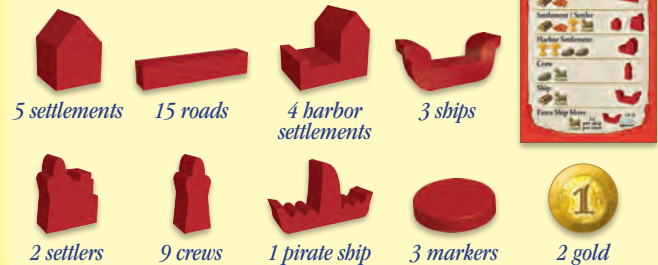 Settlement / Settler
Harbor Settlement
Crew
Ship
Extra Ship Move
5 settlements
15 roads
4 harbor
settlements
3 ships
2 settlers
9 crews
1 pirate ship
3 markers
1
2 gold